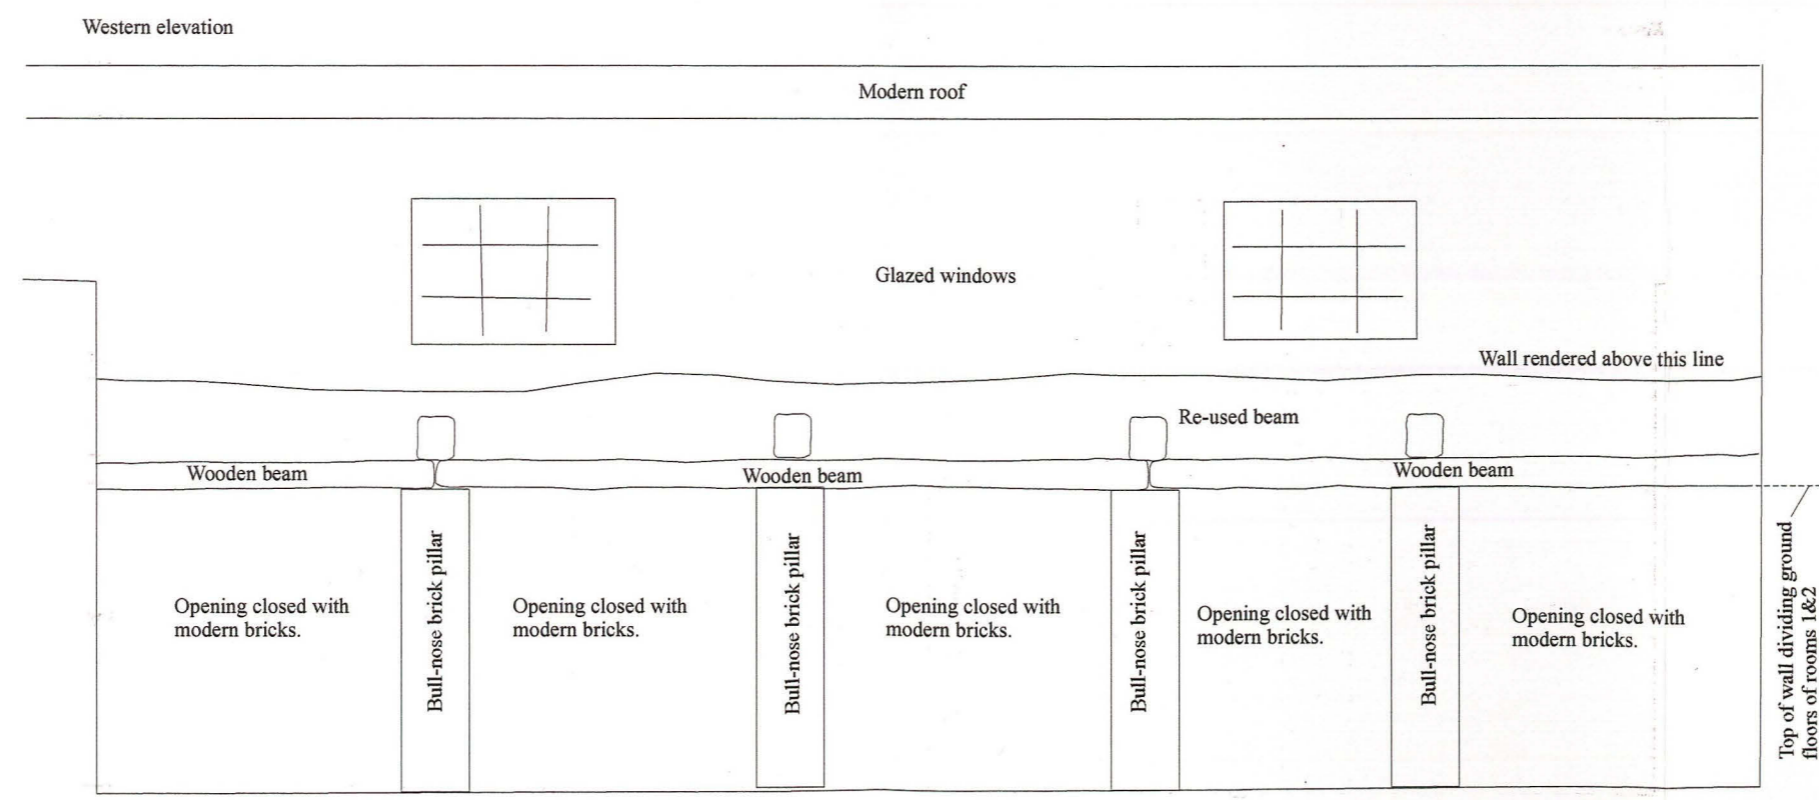 Western elevation
Modern roof
Glazed windows
Wall rendered above this line
Re-used beam
Wooden beam
Wooden beam
Wooden beam
Opening closed with
modern bricks.
Bull-nose brick pillar
Opening closed with
modern bricks.
Bull-nose brick pillar
Opening closed with
modern bricks.
Bull-nose brick pillar
Opening closed with
modern bricks.
Bull-nose brick pillar
Opening closed with
modern bricks.
Top of wall dividing ground
floors of rooms 1&2